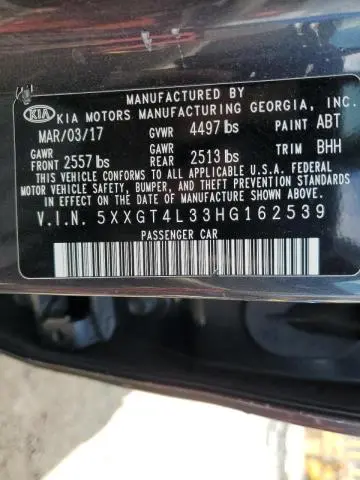 MANUFACTURED BY
KIA KIA MOTORS MANUFACTURING GEORGIA, INC.
MAR/03/17 GVWR 4497 lbs PAINT ABT
GAWR FRONT 2557 lbs GAWR REAR 2513 lbs TRIM BHH
THIS VEHICLE CONFORMS TO ALL APPLICABLE U.S.A. FEDERAL
MOTOR VEHICLE SAFETY, BUMPER, AND THEFT PREVENTION STANDARDS
IN EFFECT ON THE DATE OF MANUFACTURE SHOWN ABOVE.
V.I.N. 5XXGT4L33HG162539
PASSENGER CAR